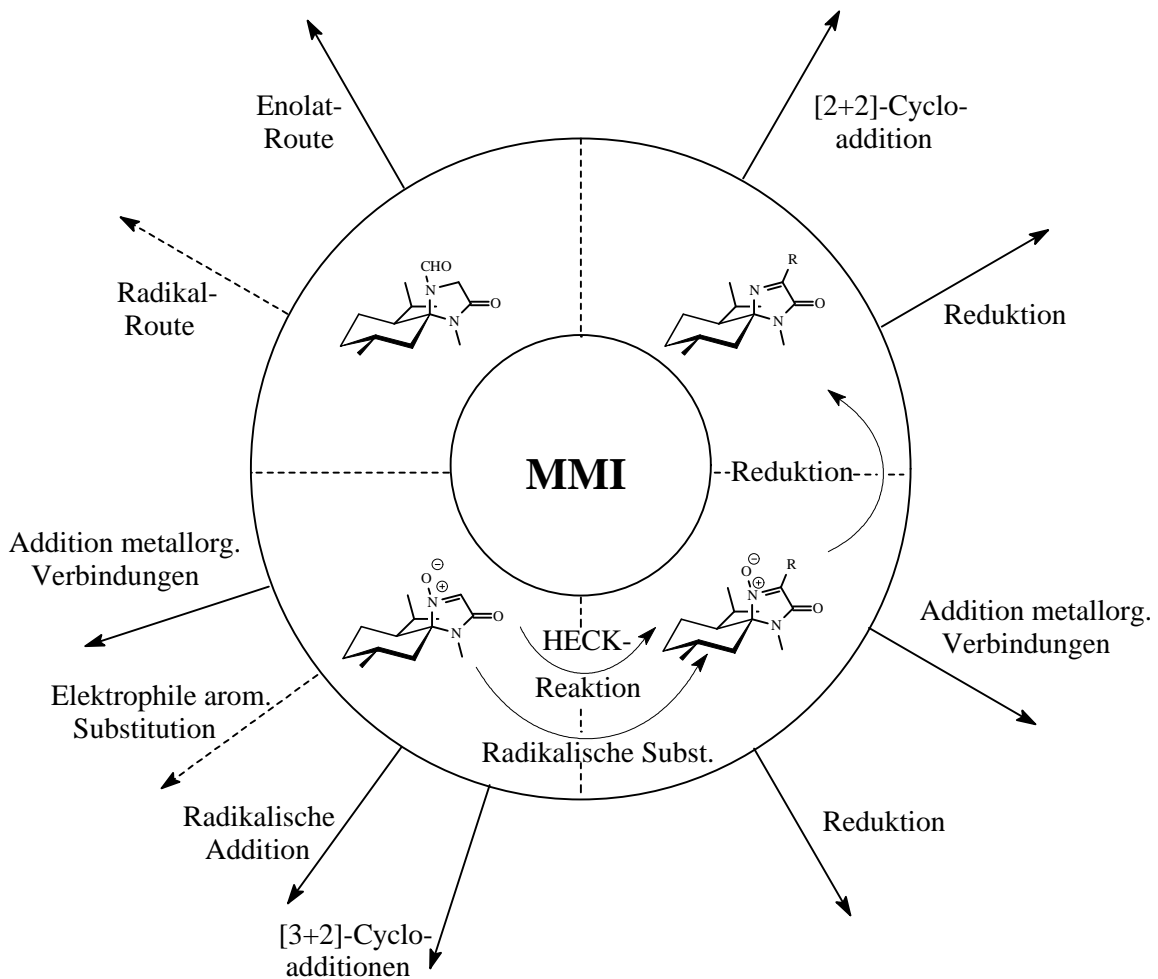 Enolat-
Route
[2+2]-Cyclo-
addition
Radikal-
Route
Reduktion
CHO
N
O
N
R
N
O
N
MMI
Reduktion
Addition metallorg.
Verbindungen
O ⊖
⊕
N
O
N
O ⊖
R
⊕
N
O
N
HECK-
Reaktion
Radikalische Subst.
Addition metallorg.
Verbindungen
Elektrophile arom.
Substitution
Radikalische
Addition
Reduktion
[3+2]-Cyclo-
additionen